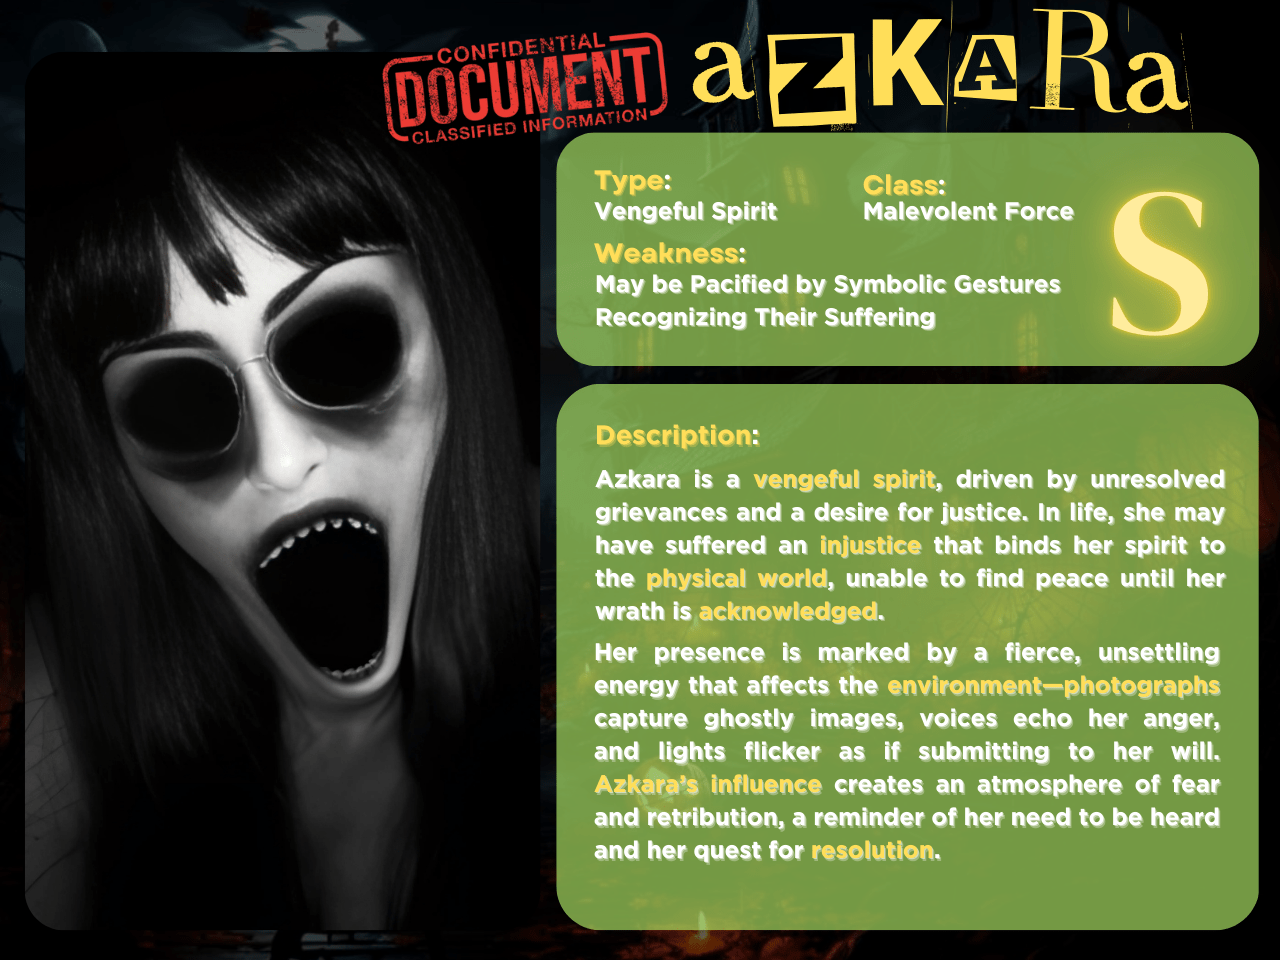 CONFIDENTIAL
DOCUMENT
CLASSIFIED INFORMATION
aZKARa
Type:
Vengeful Spirit
Class:
Malevolent Force
S
Weakness:
May be Pacified by Symbolic Gestures
Recognizing Their Suffering
Description:
Azkara is a vengeful spirit, driven by unresolved
grievances and a desire for justice. In life, she may
have suffered an injustice that binds her spirit to
the physical world, unable to find peace until her
wrath is acknowledged.
Her presence is marked by a fierce, unsettling
energy that affects the environment—photographs
capture ghostly images, voices echo her anger,
and lights flicker as if submitting to her will.
Azkara's influence creates an atmosphere of fear
and retribution, a reminder of her need to be heard
and her quest for resolution.